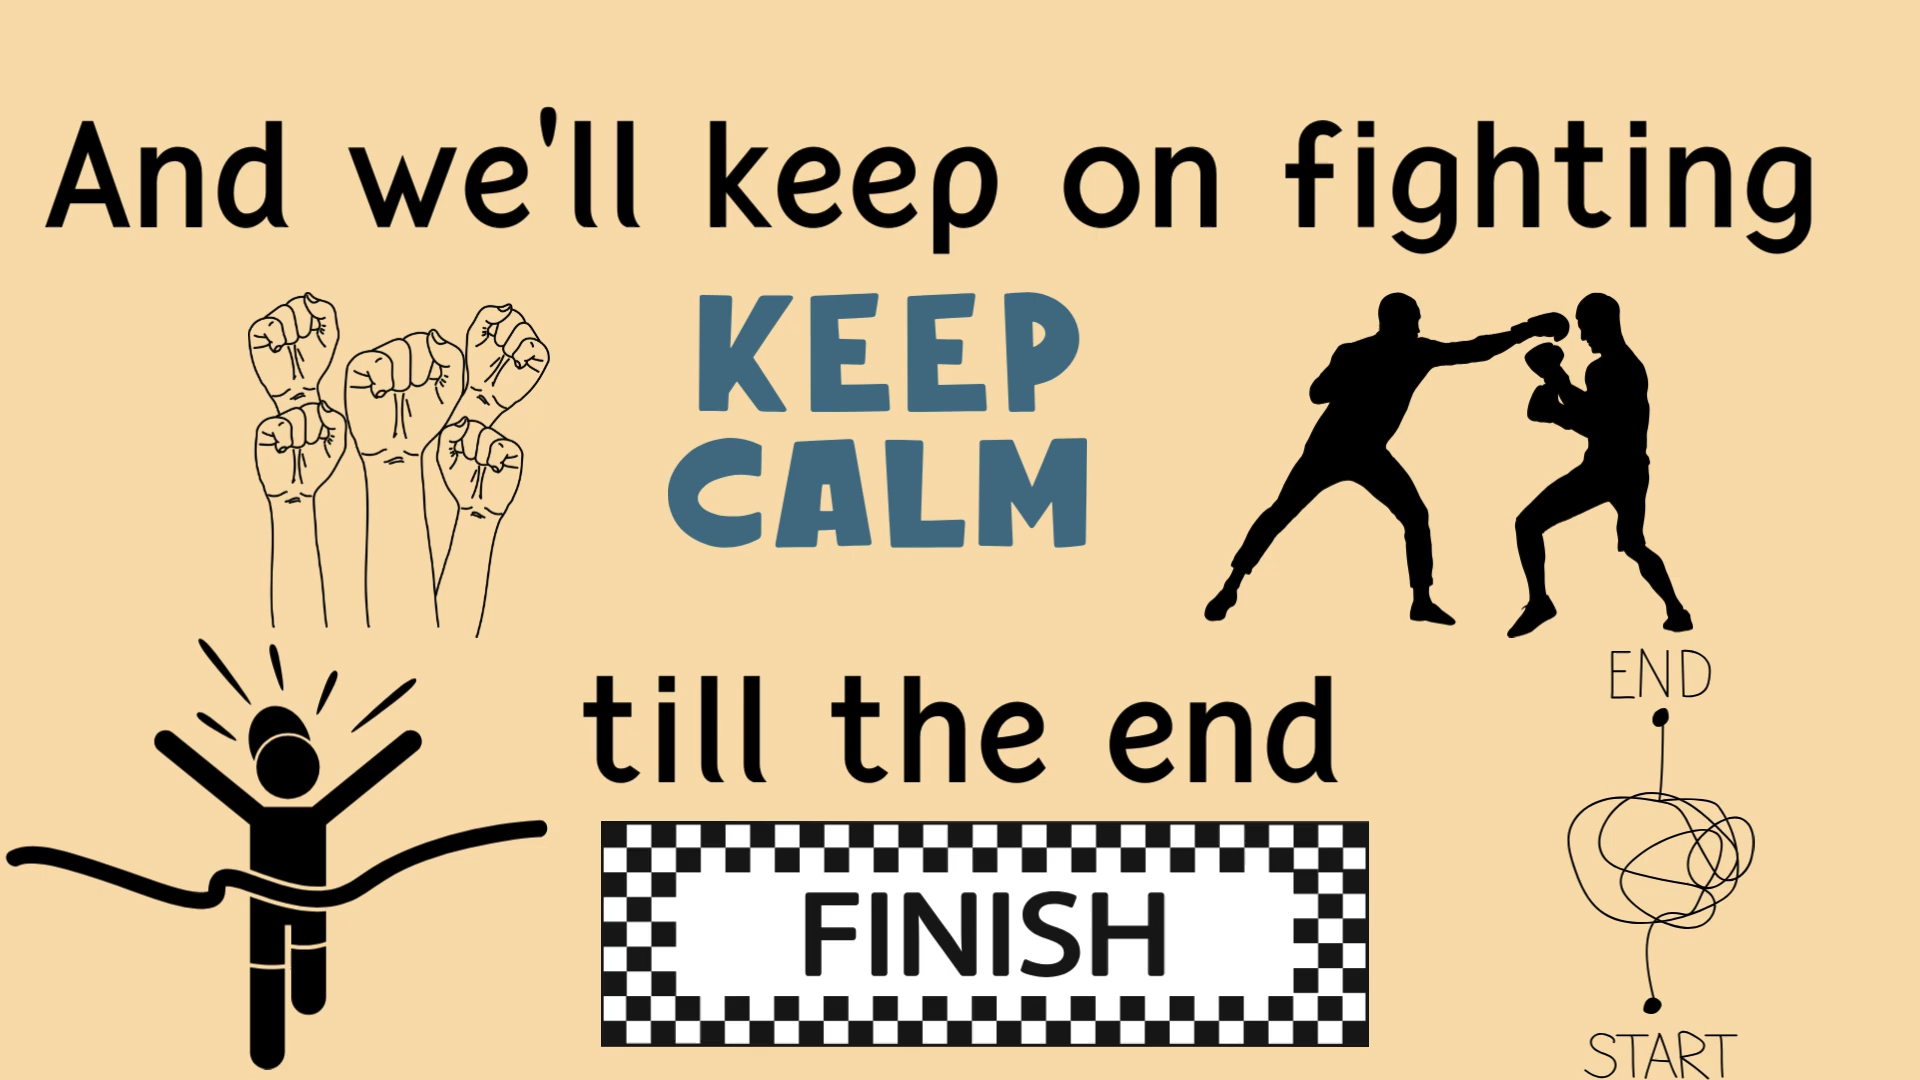 And we'll keep on fighting
KEEP
CALM
END
till the end
FINISH
START